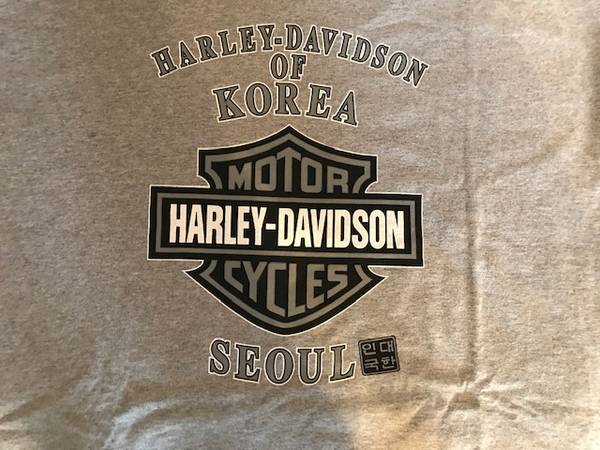 HARLEY-DAVIDSON
OF
KOREA
MOTOR
HARLEY-DAVIDSON
CYCLES
SEOUL
대한민국